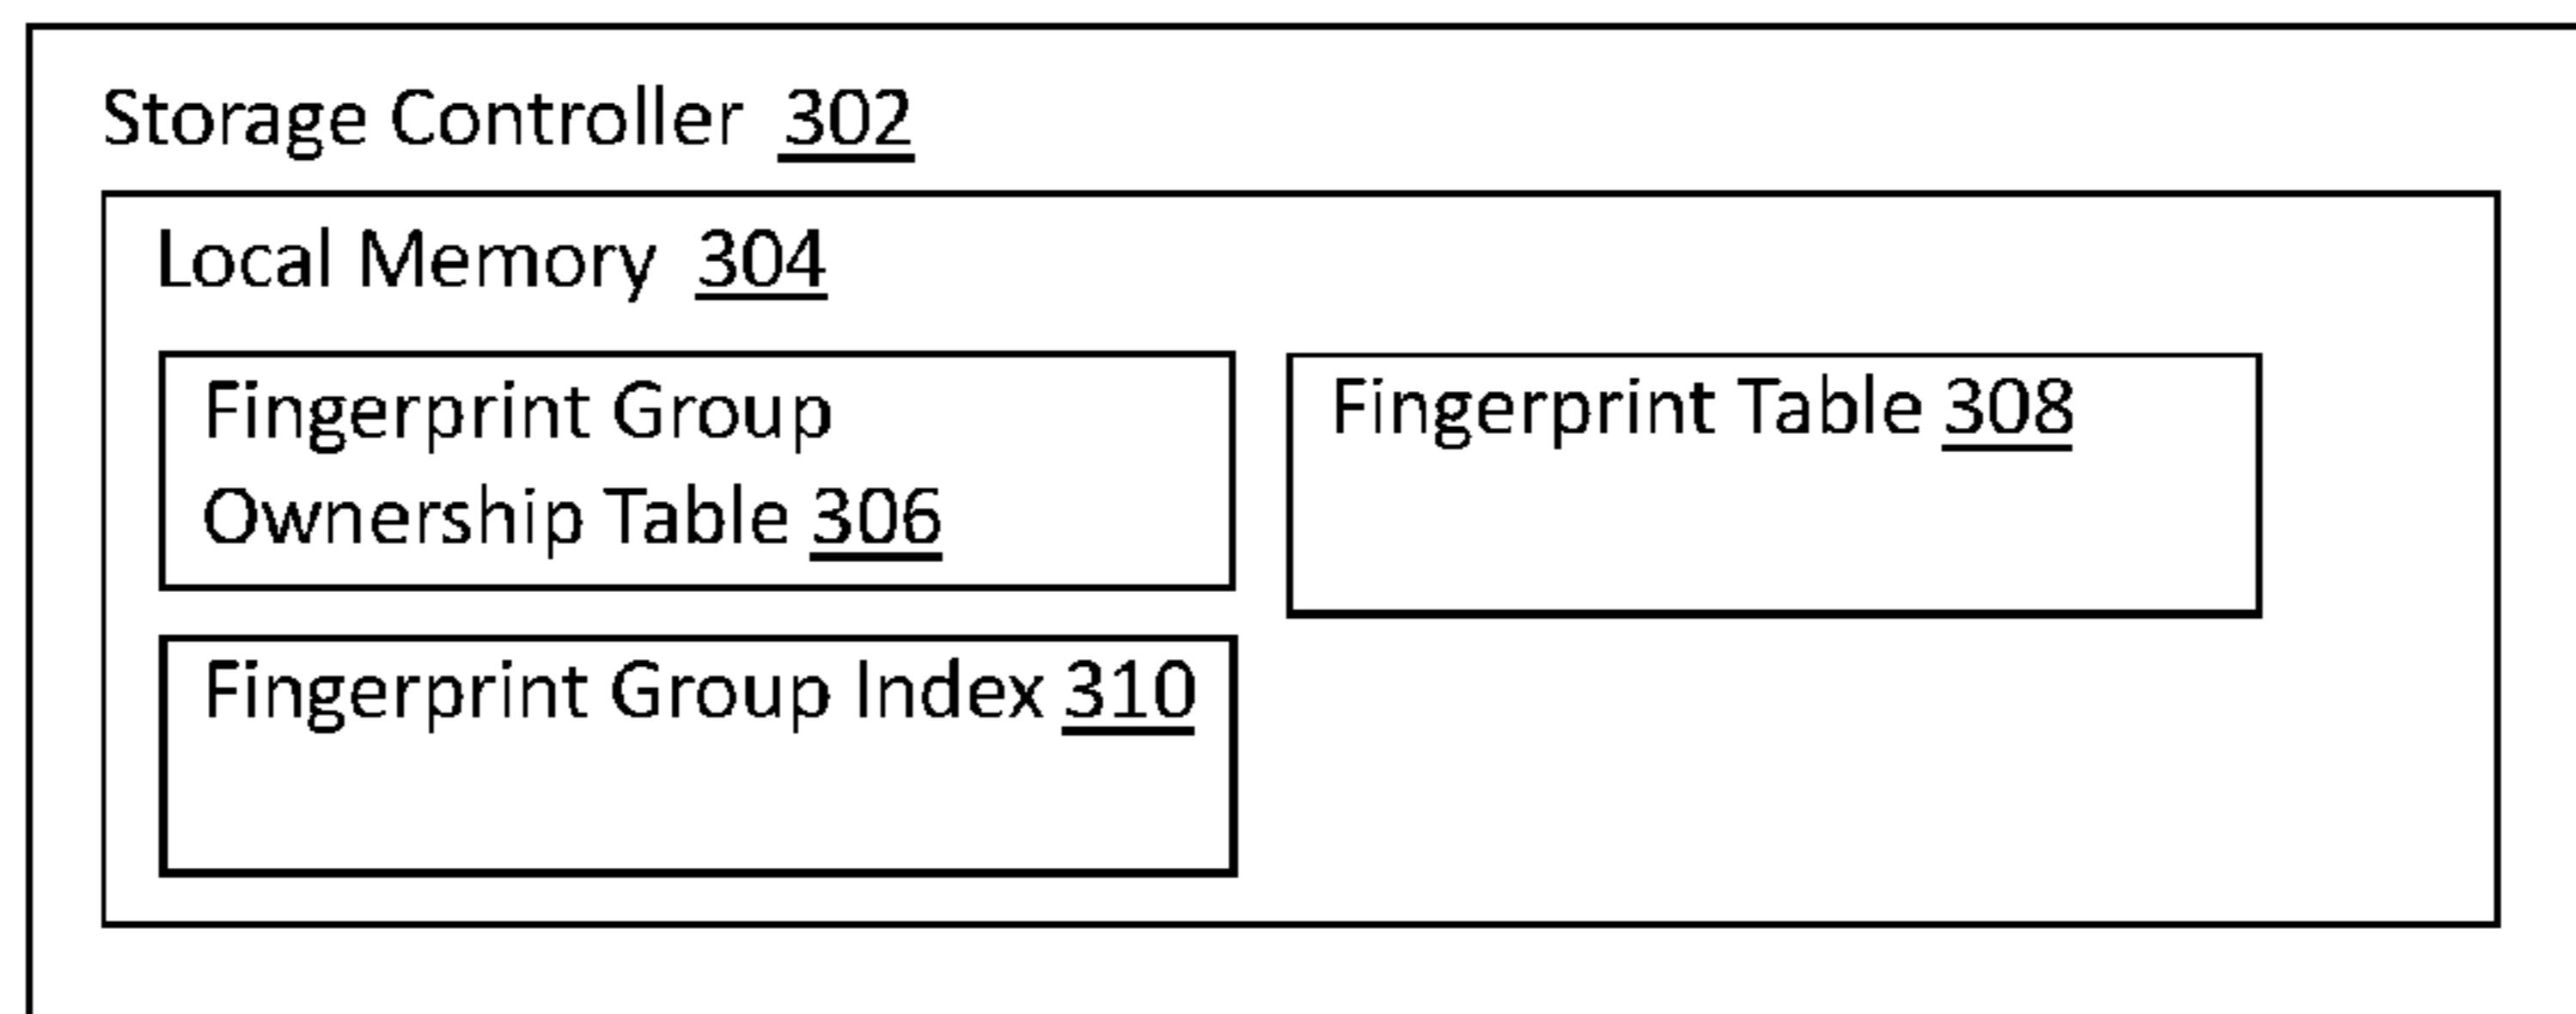 Storage Controller 302
Local Memory 304
Fingerprint Group
Ownership Table 306
Fingerprint Table 308
Fingerprint Group Index 310